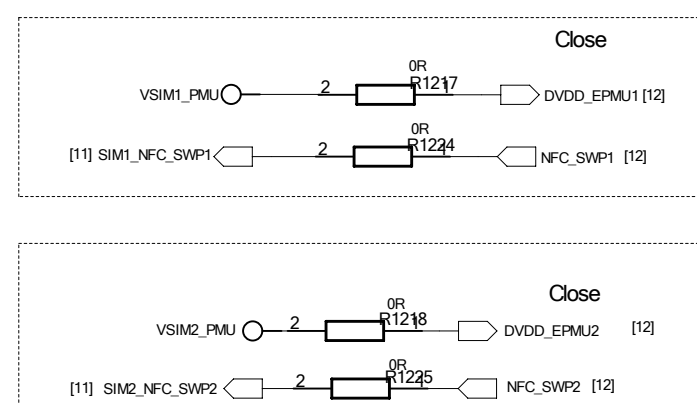 Close
0R
VSIM1_PMU 2 R1217 1 DVDD_EPMU1 [12]
0R
[11] SIM1_NFC_SWP1 2 R1224 1 NFC_SWP1 [12]
Close
0R
VSIM2_PMU 2 R1218 1 DVDD_EPMU2 [12]
0R
[11] SIM2_NFC_SWP2 2 R1225 1 NFC_SWP2 [12]